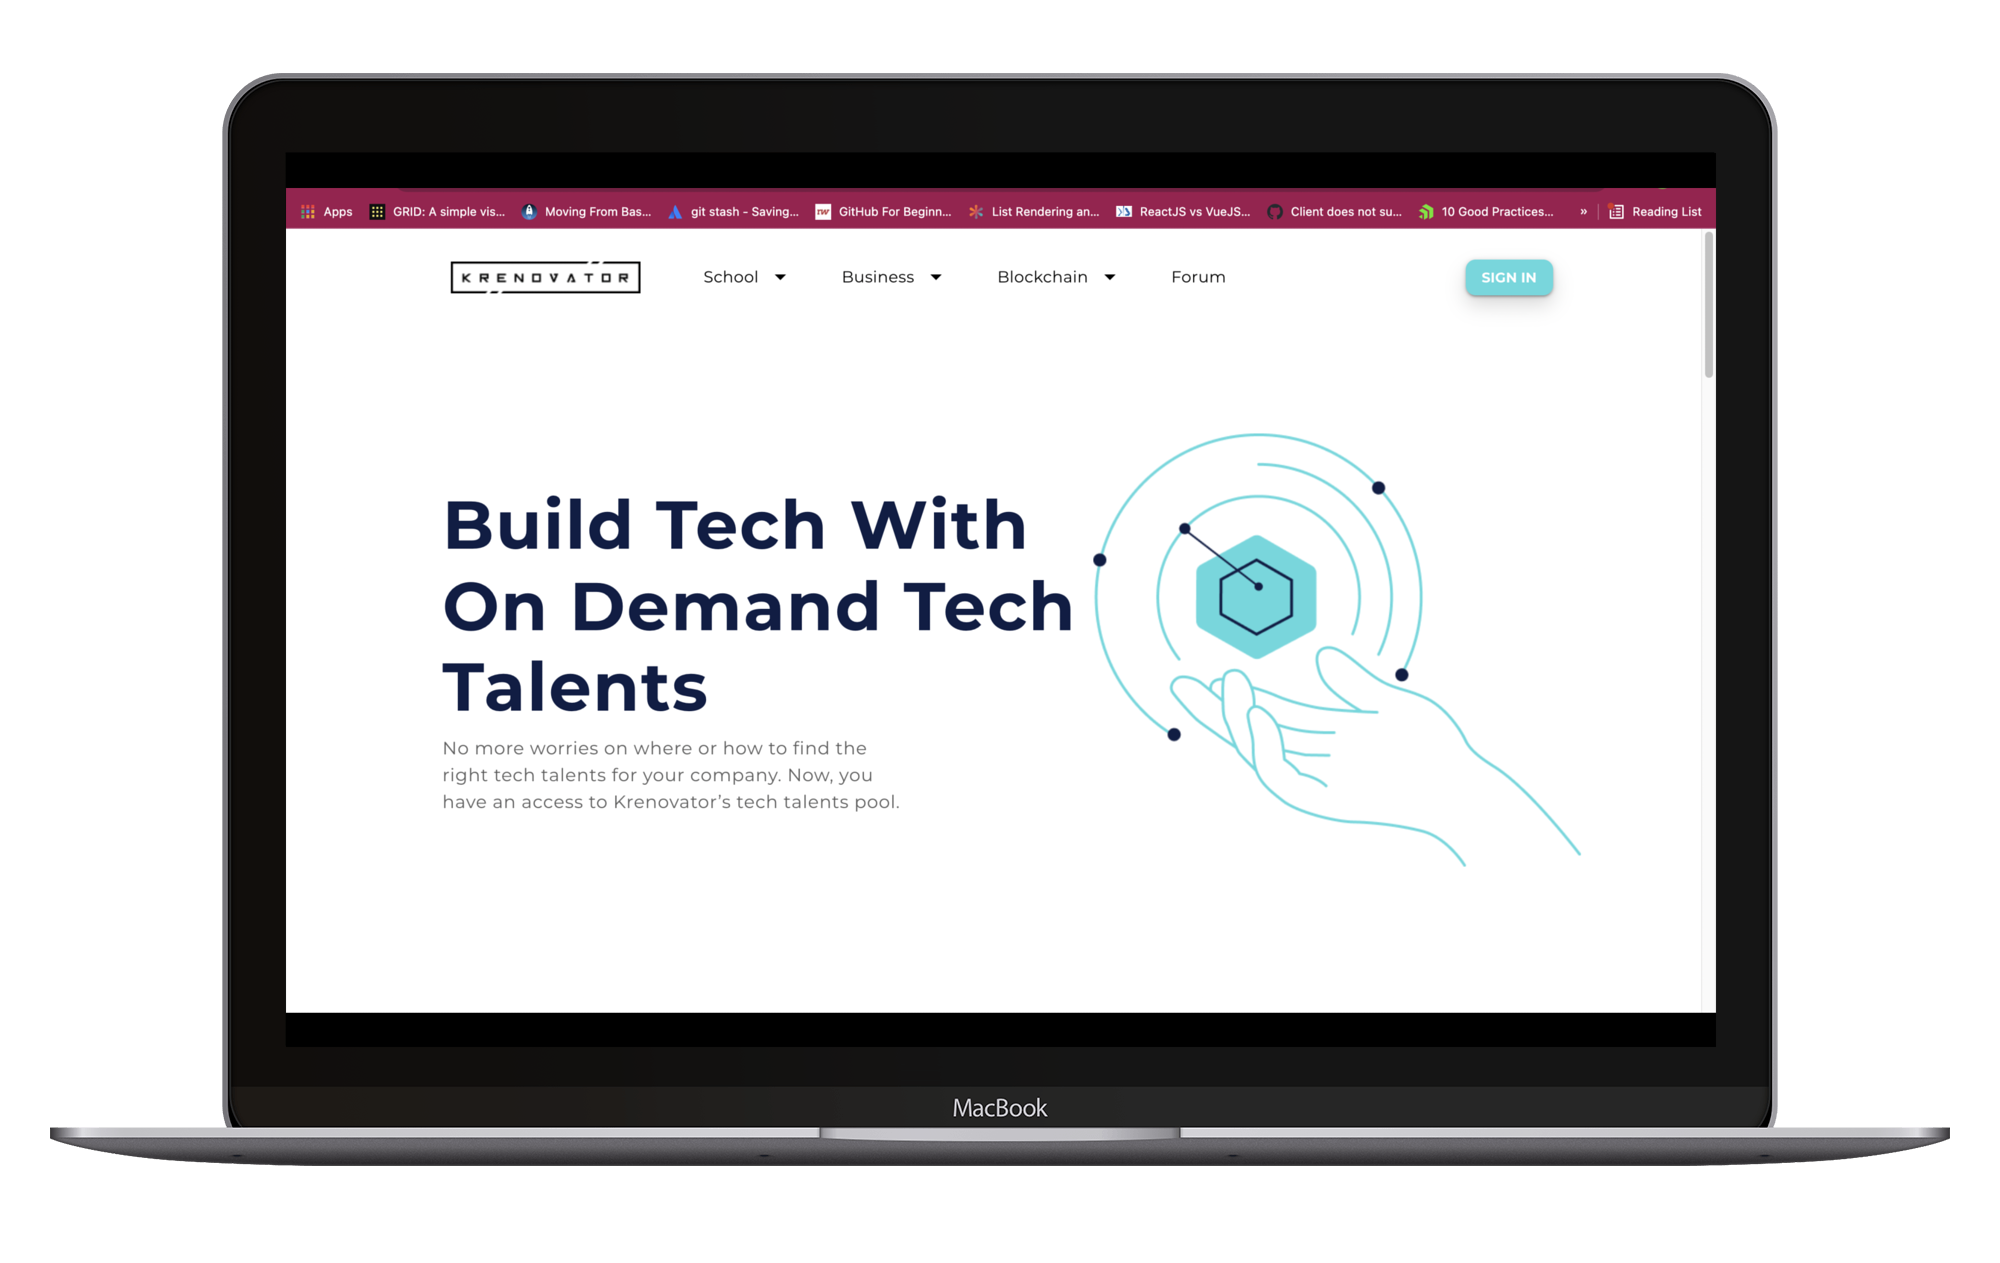 Apps GRID: A simple vis... Moving From Bas... git stash - Saving... GitHub For Beginn... List Rendering an... ReactJS vs VueJS... Client does not su... 10 Good Practices... » Reading List
KRENOVATOR School Business Blockchain Forum SIGN IN
Build Tech With
On Demand Tech
Talents
No more worries on where or how to find the
right tech talents for your company. Now, you
have an access to Krenovator’s tech talents pool.
MacBook